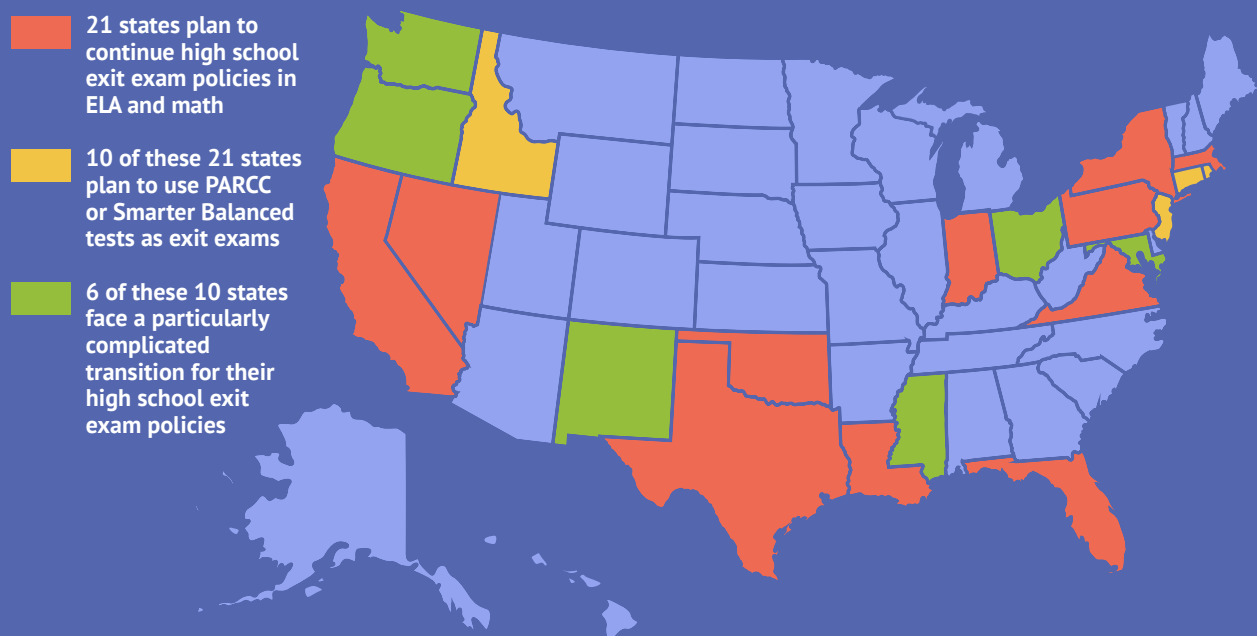 21 states plan to
continue high school
exit exam policies in
ELA and math
10 of these 21 states
plan to use PARCC
or Smarter Balanced
tests as exit exams
6 of these 10 states
face a particularly
complicated
transition for their
high school exit
exam policies